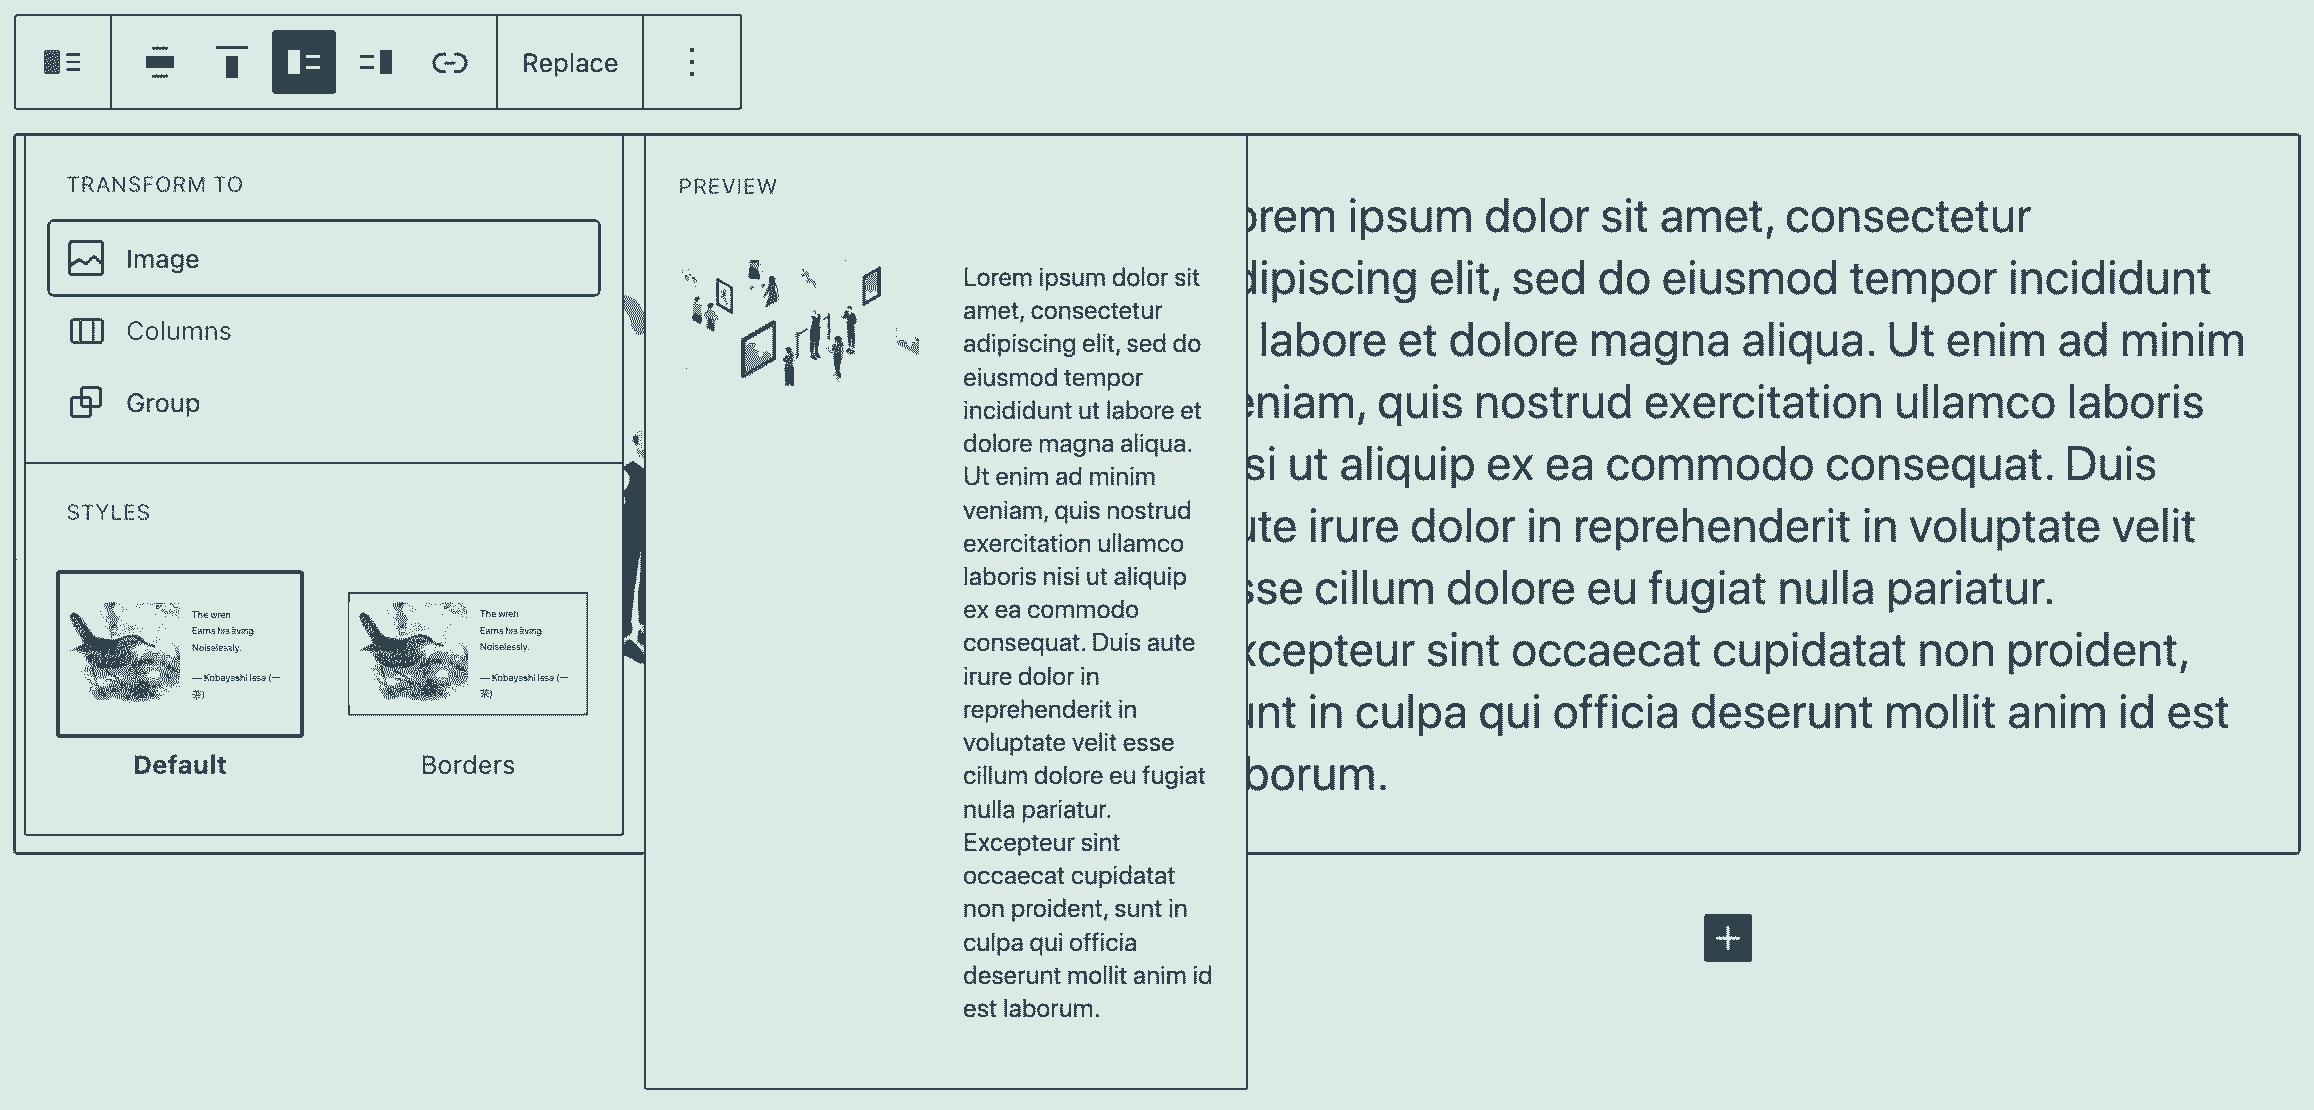 Replace
TRANSFORM TO
Image
Columns
Group
STYLES
The wren
Earns his living
Noiselessly.
— Kobayashi Issa (一
茶)
Default
The wren
Earns his living
Noiselessly.
— Kobayashi Issa (一
茶)
Borders
PREVIEW
Lorem ipsum dolor sit
amet, consectetur
adipiscing elit, sed do
eiusmod tempor
incididunt ut labore et
dolore magna aliqua.
Ut enim ad minim
veniam, quis nostrud
exercitation ullamco
laboris nisi ut aliquip
ex ea commodo
consequat. Duis aute
irure dolor in
reprehenderit in
voluptate velit esse
cillum dolore eu fugiat
nulla pariatur.
Excepteur sint
occaecat cupidatat
non proident, sunt in
culpa qui officia
deserunt mollit anim id
est laborum.
orem ipsum dolor sit amet, consectetur
dipiscing elit, sed do eiusmod tempor incididunt
labore et dolore magna aliqua. Ut enim ad minim
eniam, quis nostrud exercitation ullamco laboris
si ut aliquip ex ea commodo consequat. Duis
ute irure dolor in reprehenderit in voluptate velit
sse cillum dolore eu fugiat nulla pariatur.
xcepteur sint occaecat cupidatat non proident,
unt in culpa qui officia deserunt mollit anim id est
borum.